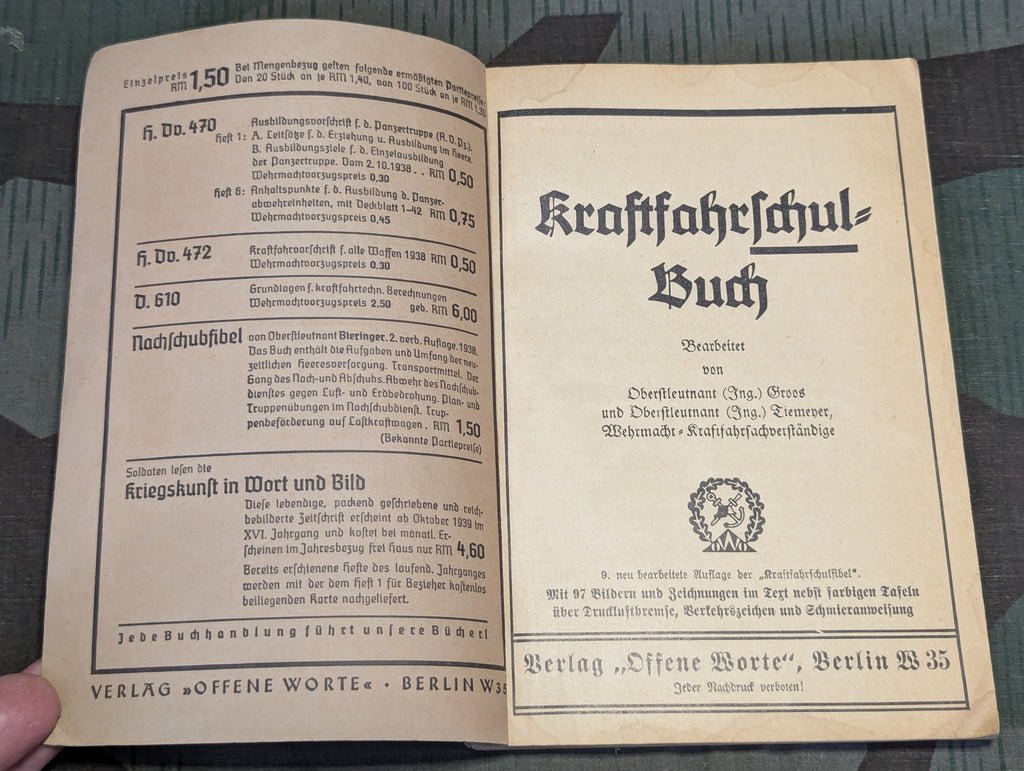 Einzelpreis RM 1,50 Bei Mengenbezug gelten folgende ermäßigten Partiepreise:
Von 20 Stück an je RM 1,40, von 100 Stück an je RM 1,35
H. Dv. 470 Ausbildungsvorschrift f. d. Panzertruppe (A.V.Pz.).
Heft 1: A. Leitsätze f. d. Erziehung u. Ausbildung im Heere.
B. Ausbildungsziele f. d. Einzelausbildung
der Panzertruppe. Vom 2.10.1938 . . RM 0,50
Wehrmachtvorzugspreis 0,30
Heft 6: Anhaltspunkte f. d. Ausbildung d. Panzer-
abwehreinheiten, mit Deckblatt 1–42 RM 0,75
Wehrmachtvorzugspreis 0,45
H. Dv. 472 Kraftfahrvorschrift f. alle Waffen 1938 RM 0,50
Wehrmachtvorzugspreis 0,30
D. 610 Grundlagen f. kraftfahrtechn. Berechnungen
Wehrmachtvorzugspreis 2,50 geb. RM 6,00
Nachschubfibel von Oberstleutnant Bieringer. 2. verb. Auflage. 1938.
Das Buch enthält die Aufgaben und Umfang der neu-
zeitlichen Heeresversorgung. Transportmittel. Der
Gang des Nach- und Abschubs. Abwehr des Nachschub-
dienstes gegen Luft- und Erdbedrohung. Plan- und
Truppenübungen im Nachschubdienst. Trup-
penbeförderung auf Lastkraftwagen . RM 1,50
(Bekannte Partiepreise)
Soldaten lesen die
Kriegskunst in Wort und Bild
Diese lebendige, packend geschriebene und reich-
bebilderte Zeitschrift erscheint ab Oktober 1939 im
XVI. Jahrgang und kostet bei monatl. Er-
scheinen im Jahresbezug frei Haus nur RM 4,60
Bereits erschienene Hefte des laufend. Jahrganges
werden mit der dem Heft 1 für Bezieher kostenlos
beiliegenden Karte nachgeliefert.
Jede Buchhandlung führt unsere Bücher!
VERLAG »OFFENE WORTE« · BERLIN W 35
Kraftfahrschul-
Buch
Bearbeitet
von
Oberstleutnant (Ing.) Groos
und Oberstleutnant (Ing.) Tiemeyer,
Wehrmacht-Kraftfahrsachverständige
9. neu bearbeitete Auflage der „Kraftfahrschulfibel“.
Mit 97 Bildern und Zeichnungen im Text nebst farbigen Tafeln
über Druckluftbremse, Verkehrszeichen und Schmieranweisung
Verlag „Offene Worte“, Berlin W 35
Jeder Nachdruck verboten!